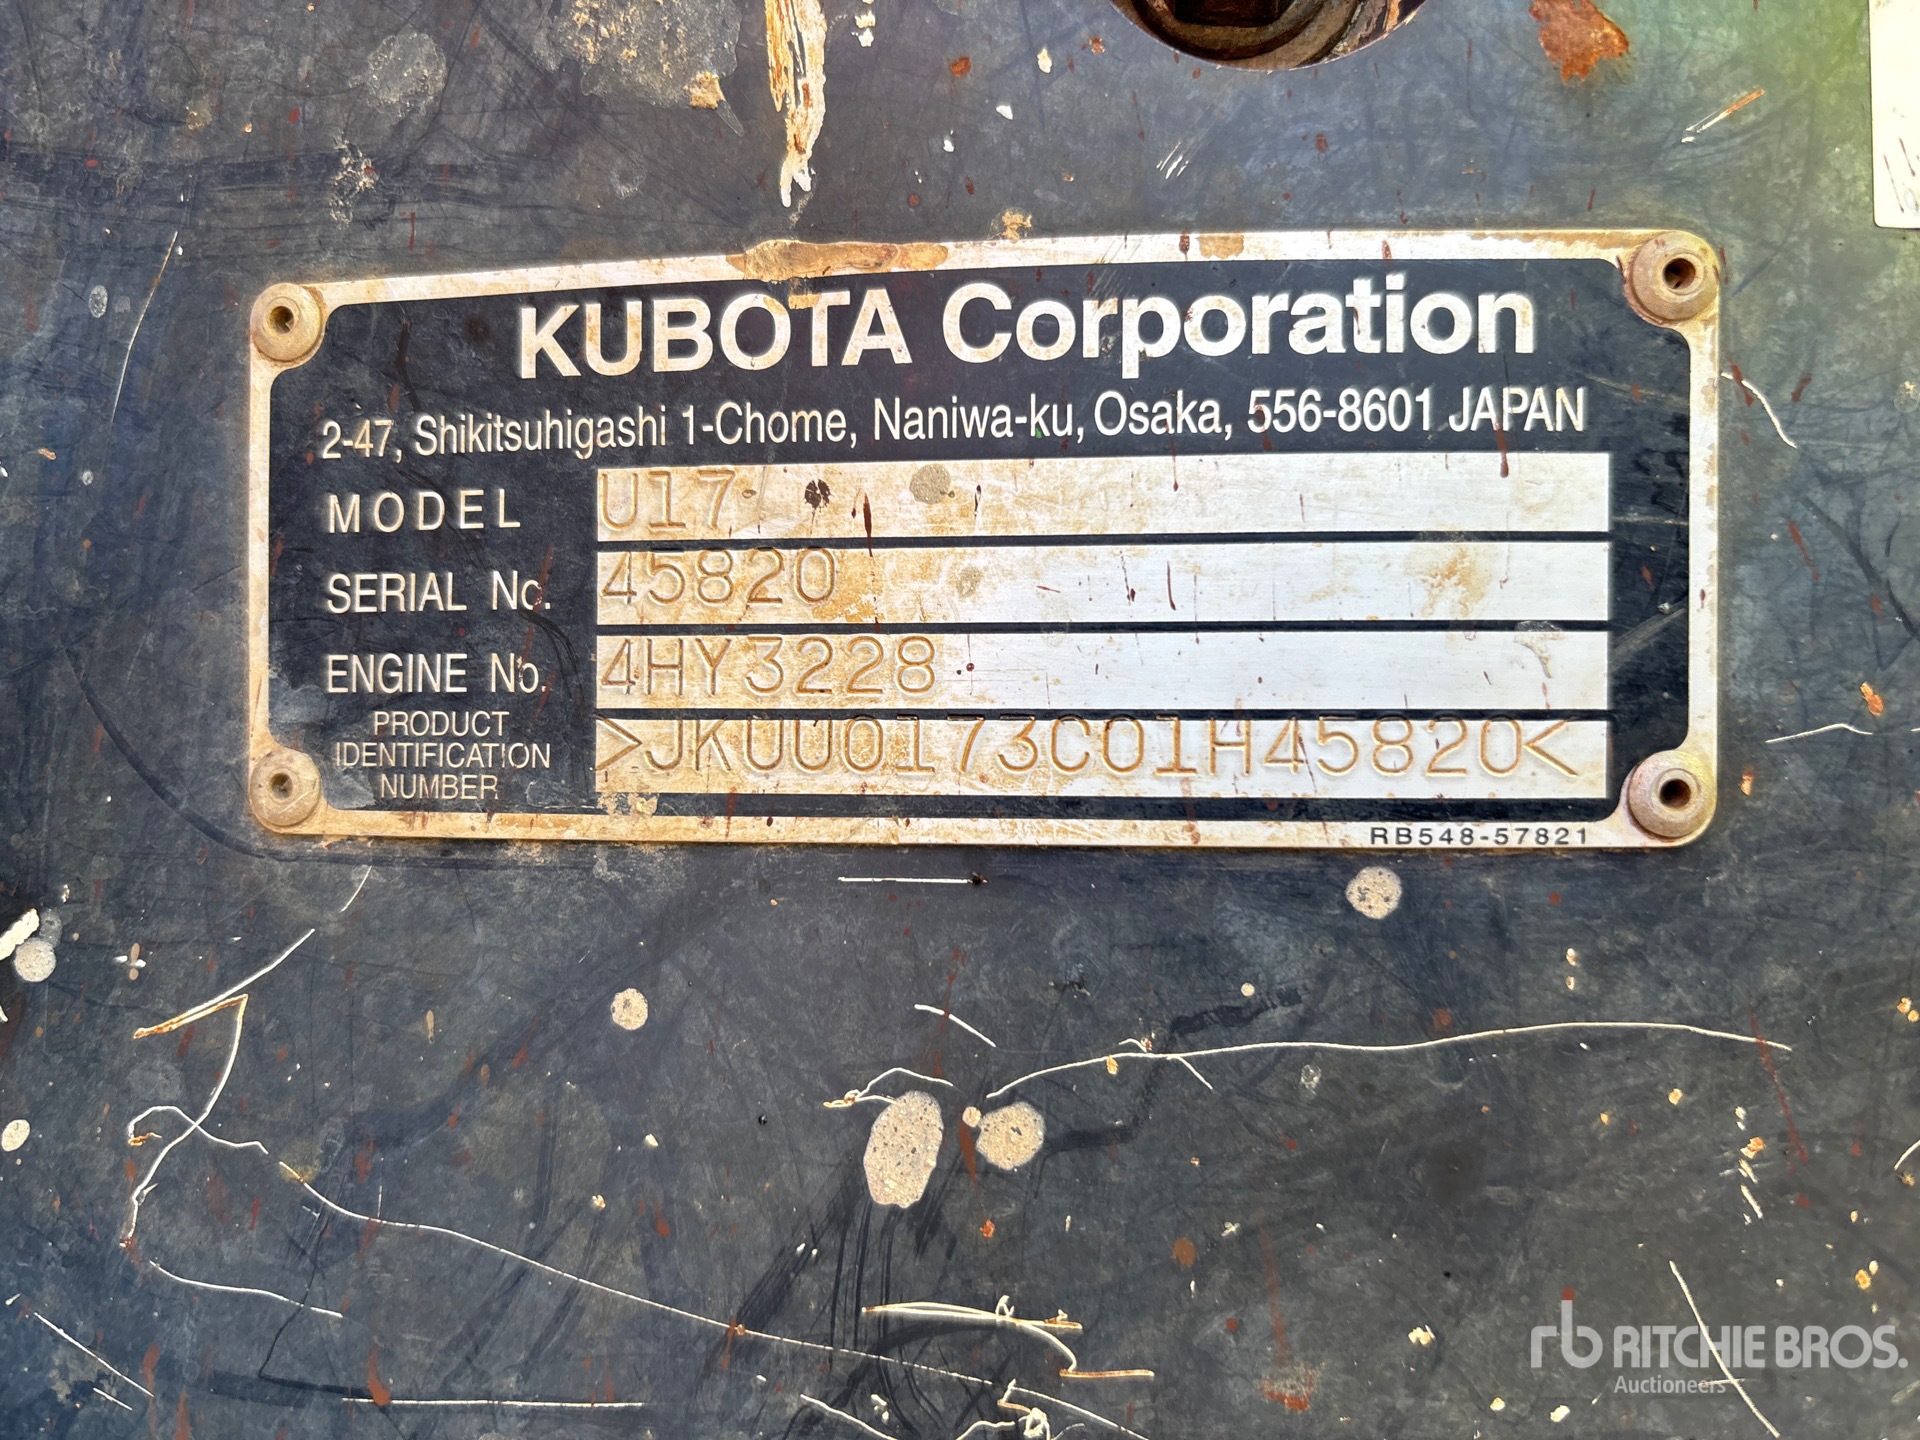 KUBOTA Corporation
2-47, Shikitsuhigashi 1-Chome, Naniwa-ku, Osaka, 556-8601 JAPAN
MODEL U17
SERIAL No. 45820
ENGINE No. 4HY3228
PRODUCT
IDENTIFICATION
NUMBER
>JKUU0173C01H45820<
RB548-57821
rb RITCHIE BROS.
Auctioneers